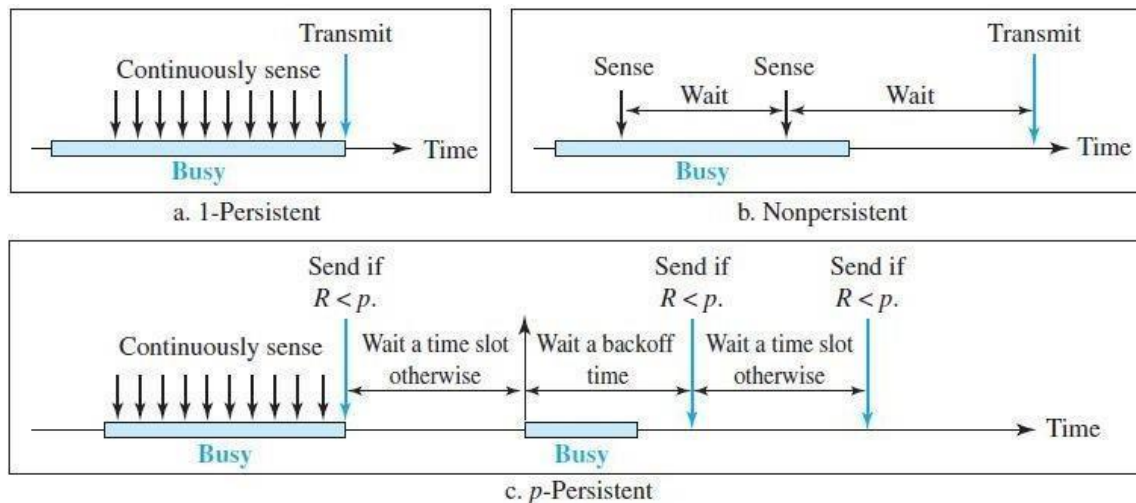 Transmit
Continuously sense
Busy
Time
a. 1-Persistent
Transmit
Sense
Sense
Wait
Wait
Busy
Time
b. Nonpersistent
Send if
R < p.
Send if
R < p.
Send if
R < p.
Continuously sense
Wait a time slot
otherwise
Wait a backoff
time
Wait a time slot
otherwise
Busy
Busy
Time
c. p-Persistent